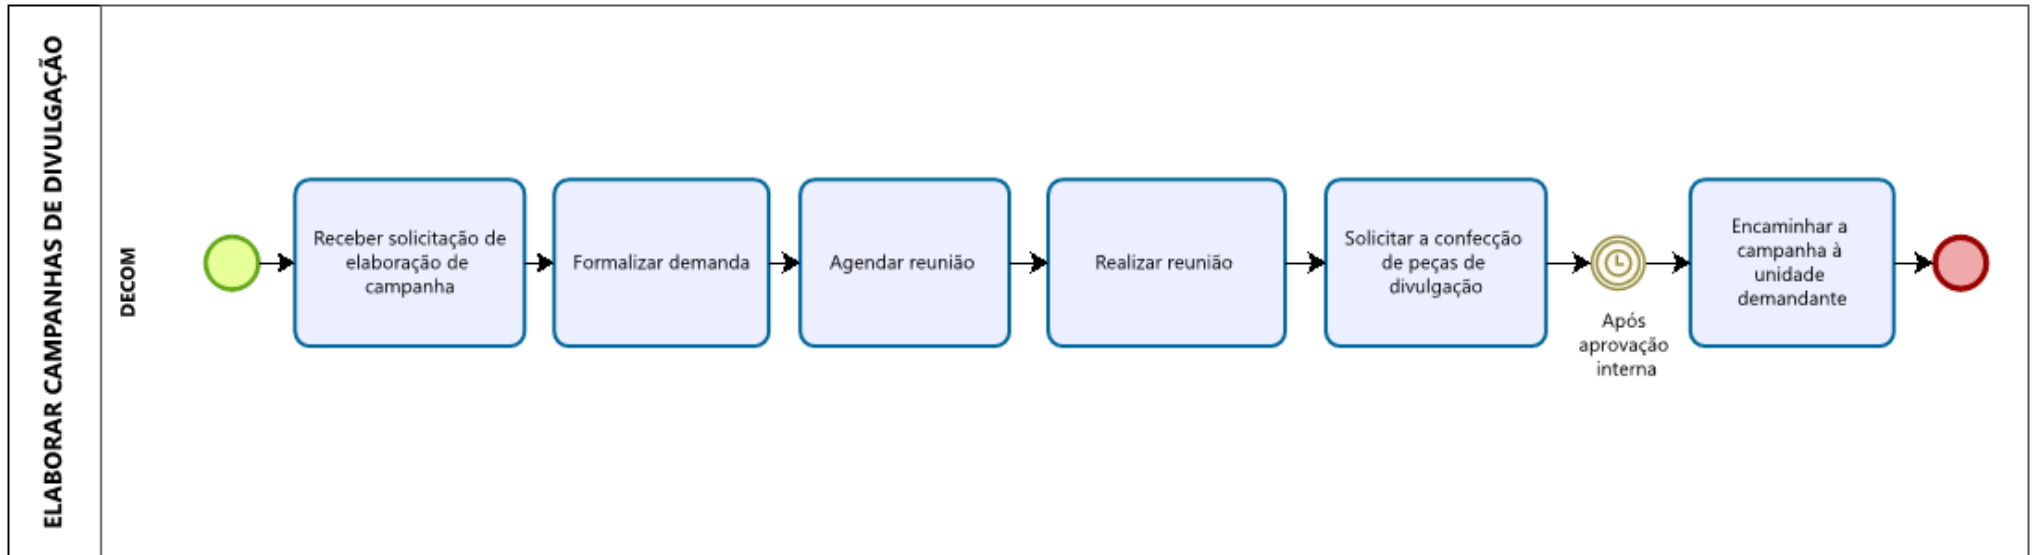 ELABORAR CAMPANHAS DE DIVULGAÇÃO
DECOM
Receber solicitação de
elaboração de
campanha
Formalizar demanda
Agendar reunião
Realizar reunião
Solicitar a confecção
de peças de
divulgação
Após
aprovação
interna
Encaminhar a
campanha à
unidade
demandante